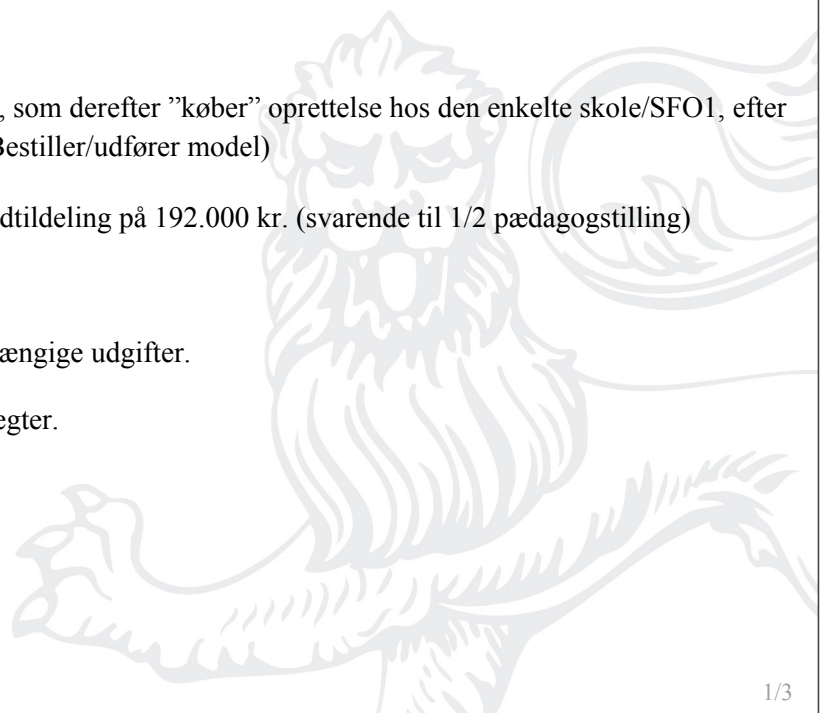 , som derefter ”køber” oprettelse hos den enkelte skole/SFO1, efter
Bestiller/udfører model)
dtildeling på 192.000 kr. (svarende til 1/2 pædagogstilling)
ængige udgifter.
egter.
1/3